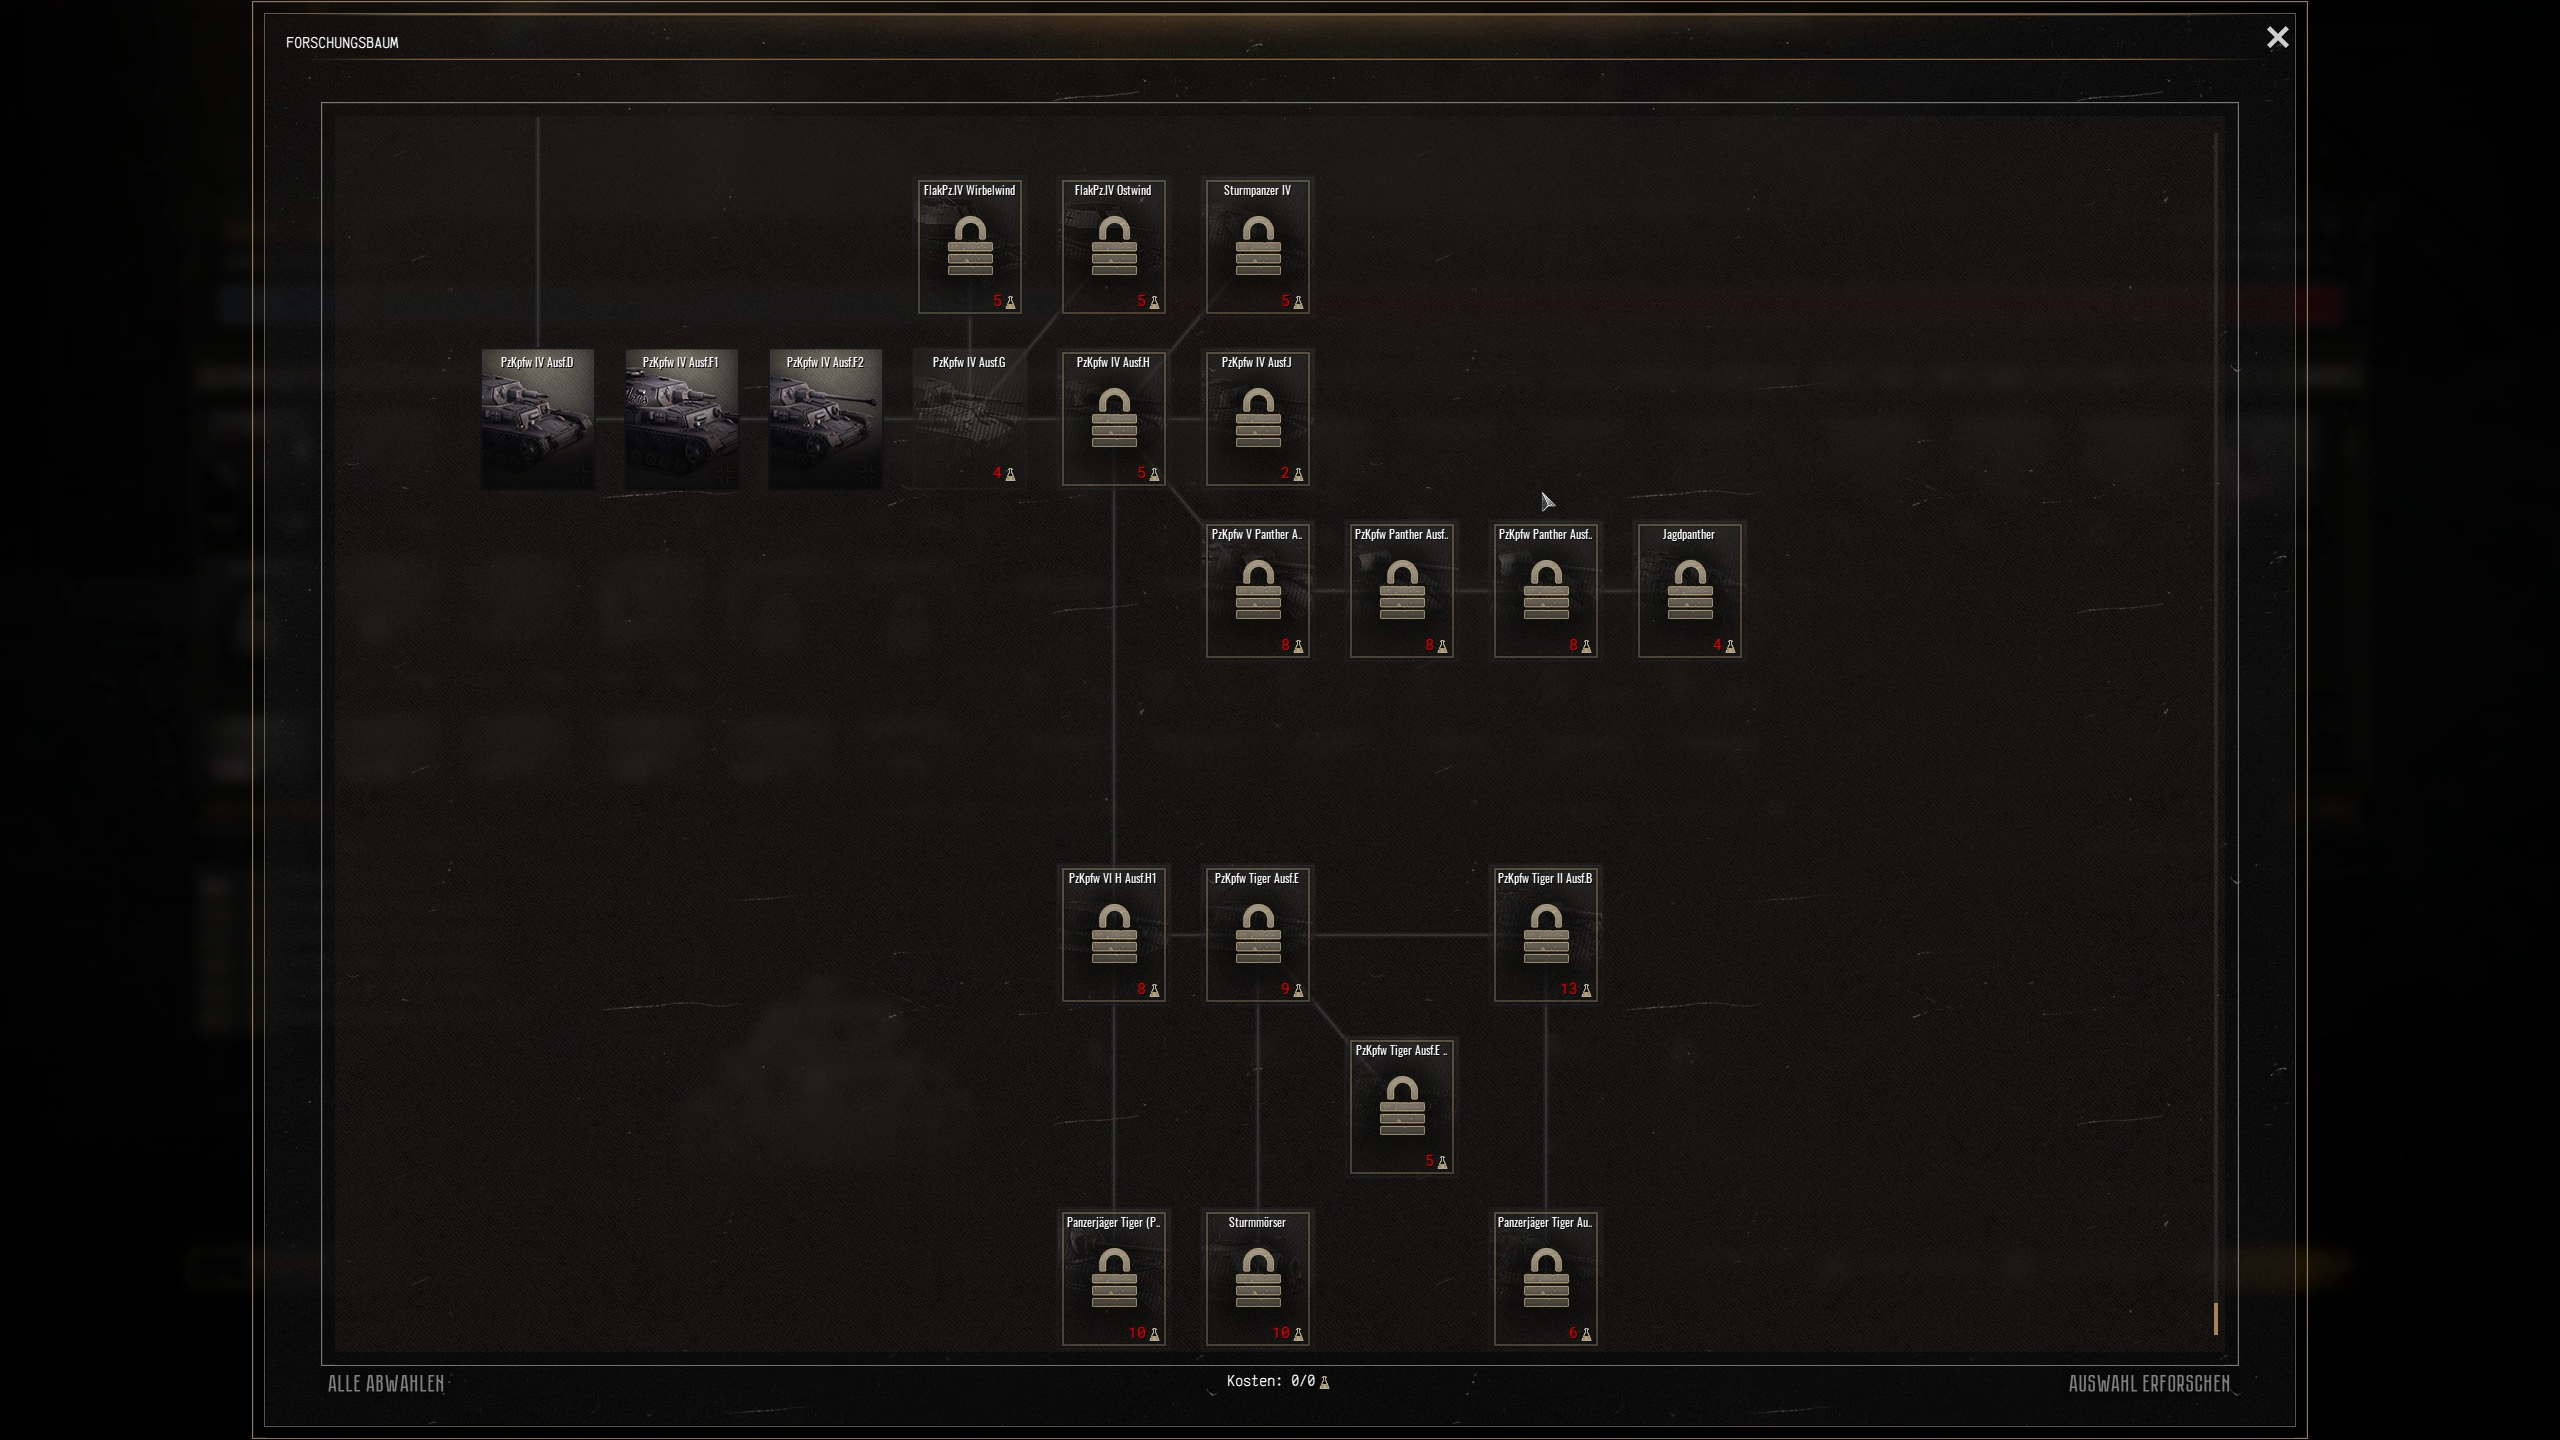 FORSCHUNGSBAUM
FlakPz.IV Wirbelwind
FlakPz.IV Ostwind
Sturmpanzer IV
5
5
5
PzKpfw IV Ausf.D
PzKpfw IV Ausf.F1
PzKpfw IV Ausf.F2
PzKpfw IV Ausf.G
PzKpfw IV Ausf.H
PzKpfw IV Ausf.J
4
5
2
PzKpfw V Panther A..
PzKpfw Panther Ausf..
PzKpfw Panther Ausf..
Jagdpanther
8
8
8
4
PzKpfw VI H Ausf.H1
PzKpfw Tiger Ausf.E
PzKpfw Tiger II Ausf.B
8
9
13
PzKpfw Tiger Ausf.E ..
5
Panzerjäger Tiger (P..
Sturmmörser
Panzerjäger Tiger Au..
10
10
6
ALLE ABWÄHLEN
Kosten: 0/0
AUSWAHL ERFORSCHEN